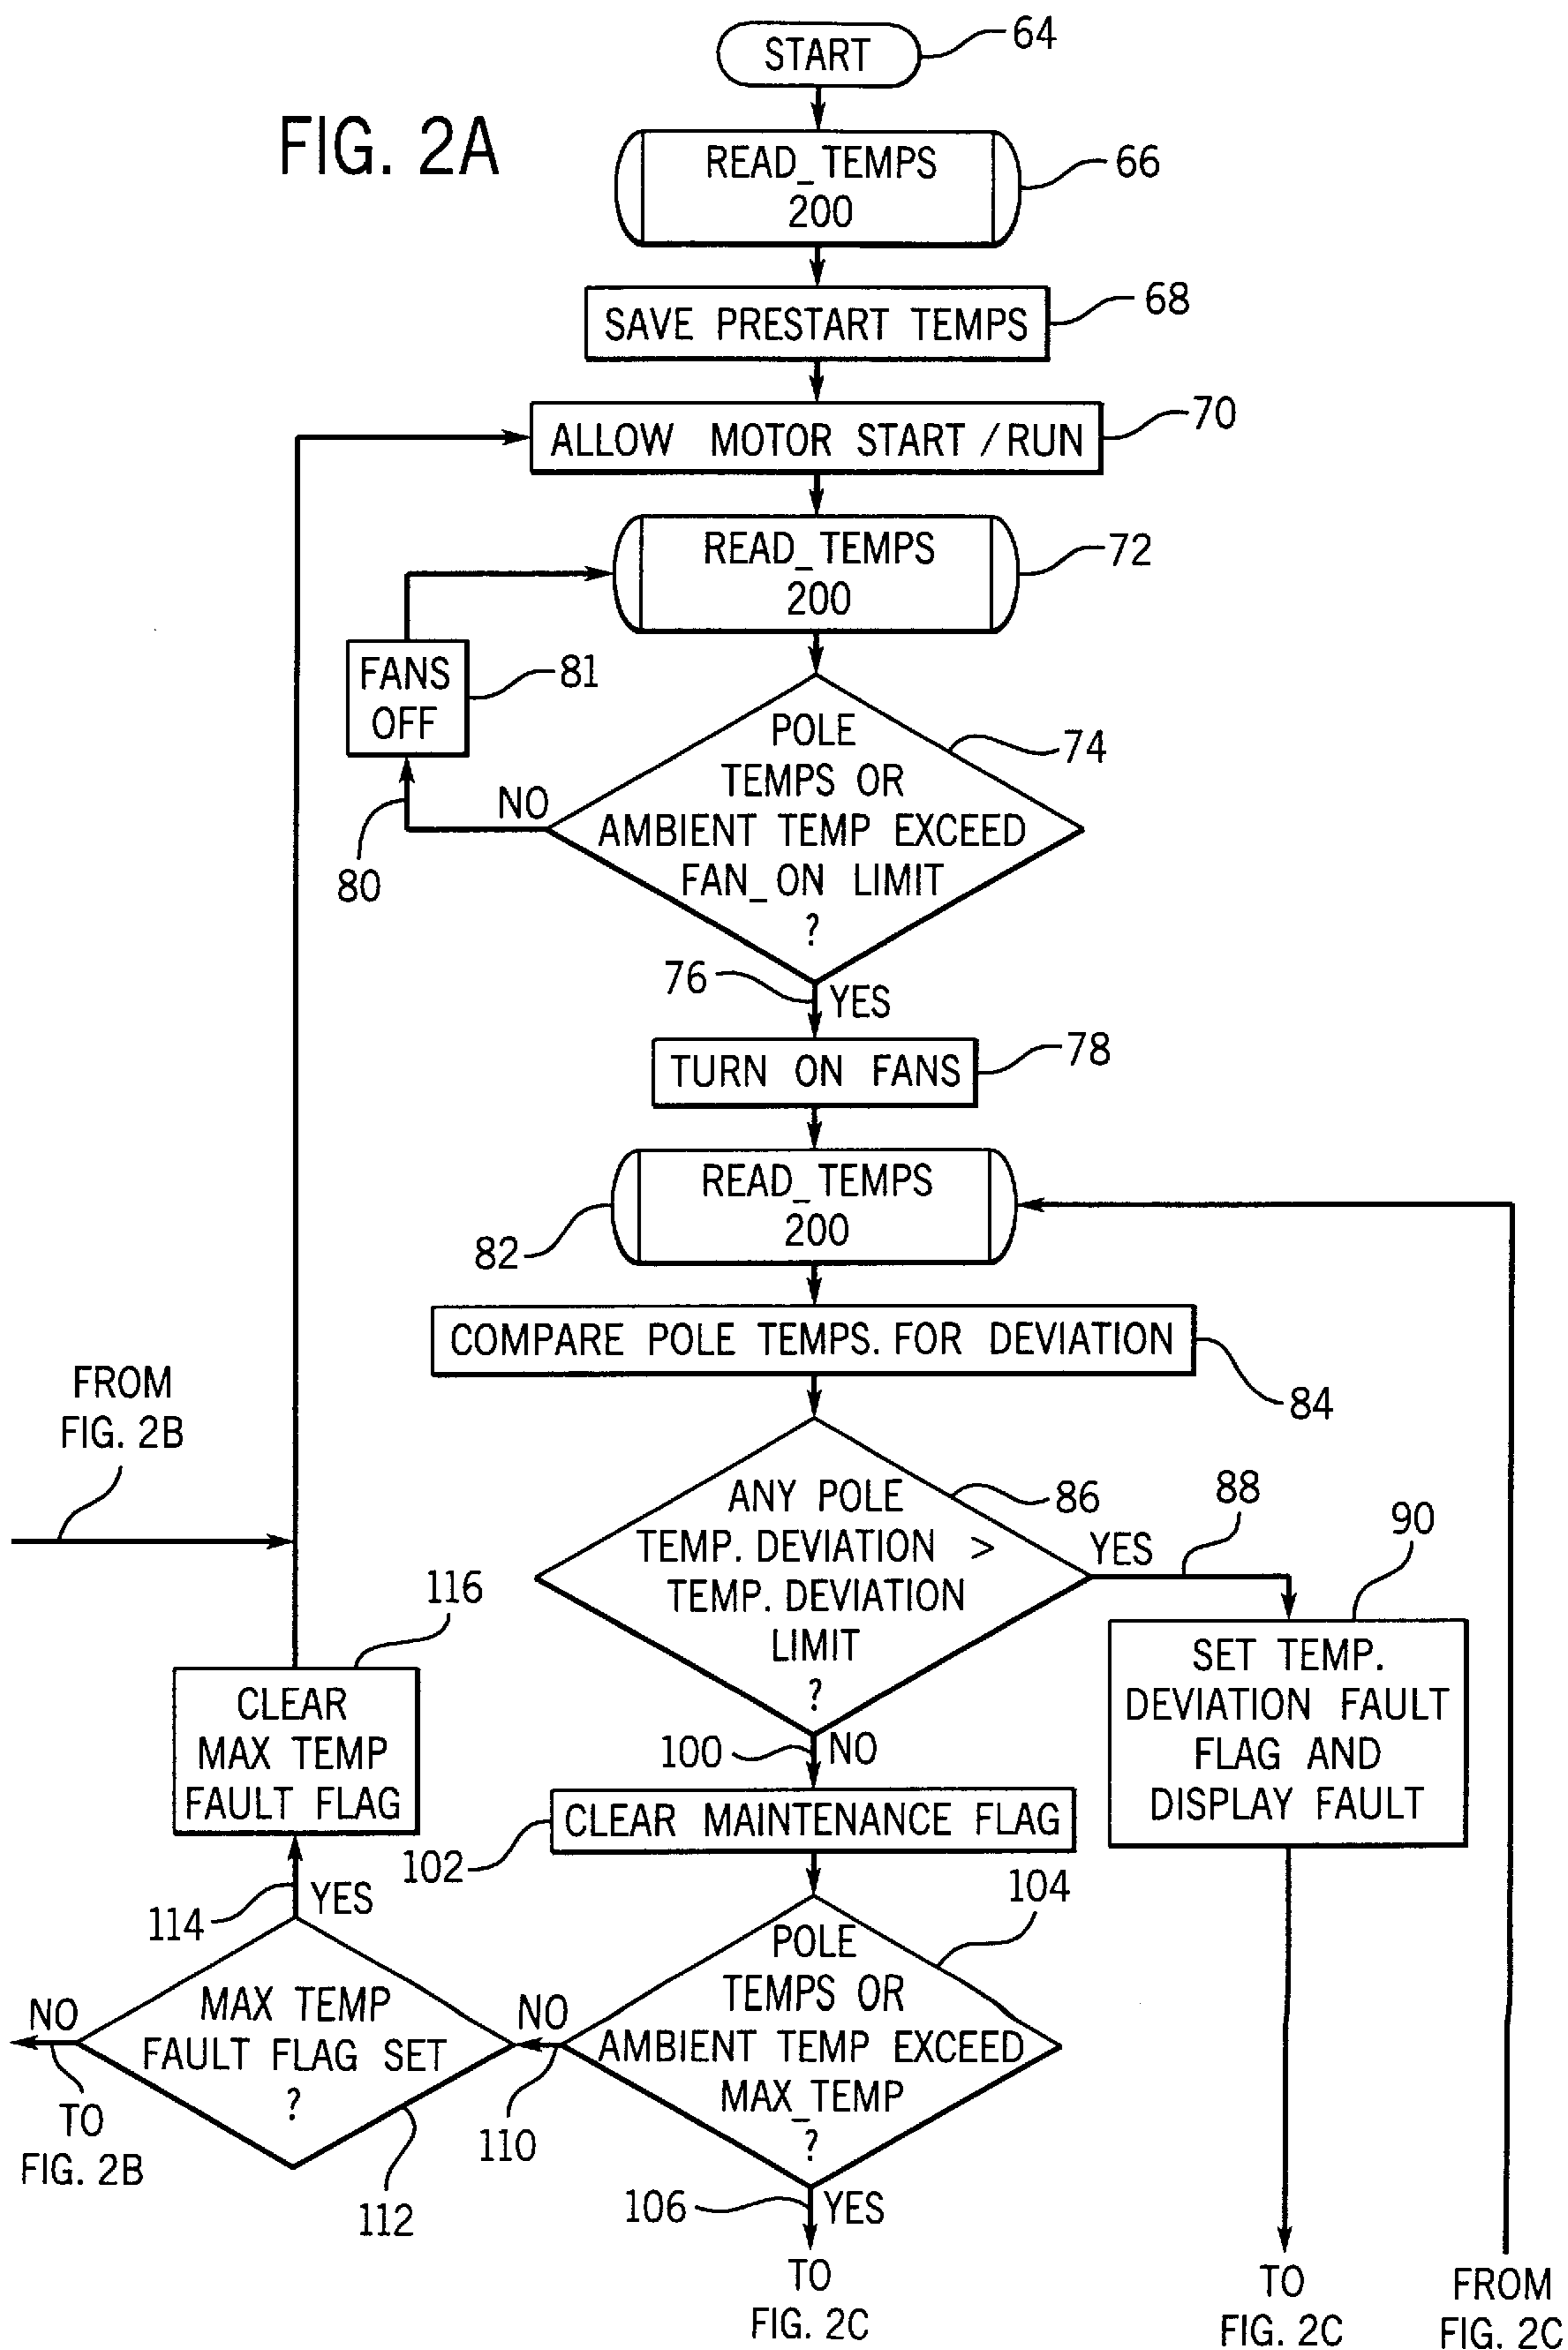 START
64
FIG. 2A
READ_TEMPS
200
66
SAVE PRESTART TEMPS
68
ALLOW MOTOR START/RUN
70
READ_TEMPS
200
72
FANS
OFF
81
POLE
TEMPS OR
AMBIENT TEMP EXCEED
FAN_ON LIMIT
?
74
NO
80
76
YES
TURN ON FANS
78
READ_TEMPS
200
82
COMPARE POLE TEMPS. FOR DEVIATION
84
FROM
FIG. 2B
ANY POLE
TEMP. DEVIATION >
TEMP. DEVIATION
LIMIT
?
86
YES
88
90
SET TEMP.
DEVIATION FAULT
FLAG AND
DISPLAY FAULT
116
CLEAR
MAX TEMP
FAULT FLAG
100
NO
CLEAR MAINTENANCE FLAG
102
114
YES
104
POLE
TEMPS OR
AMBIENT TEMP EXCEED
MAX_TEMP
?
NO
110
MAX TEMP
FAULT FLAG SET
?
112
NO
TO
FIG. 2B
106
YES
TO
FIG. 2C
TO
FIG. 2C
FROM
FIG. 2C